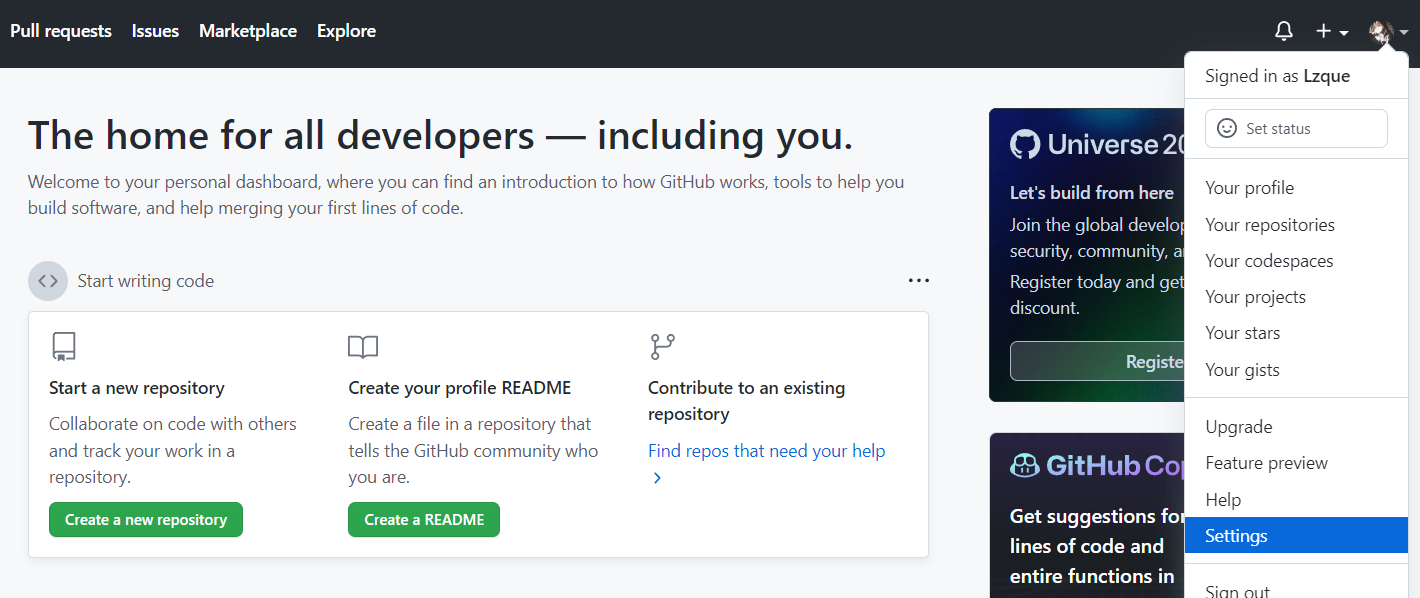 Pull requests Issues Marketplace Explore
Signed in as Lzque
Set status
Your profile
Your repositories
Your codespaces
Your projects
Your stars
Your gists
Upgrade
Feature preview
Help
Settings
Sign out
The home for all developers — including you.
Welcome to your personal dashboard, where you can find an introduction to how GitHub works, tools to help you
build software, and help merging your first lines of code.
Start writing code
Start a new repository
Collaborate on code with others
and track your work in a
repository.
Create a new repository
Create your profile README
Create a file in a repository that
tells the GitHub community who
you are.
Create a README
Contribute to an existing
repository
Find repos that need your help
Universe
Let's build from here
Join the global
security, community,
Register today and get
discount.
GitHub
Get suggestions for
lines of code and
entire functions in